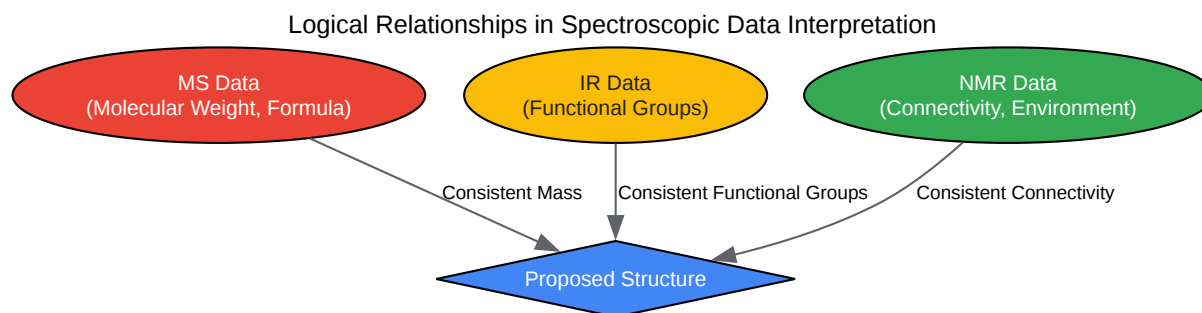 Logical Relationships in Spectroscopic Data Interpretation
MS Data
(Molecular Weight, Formula)
IR Data
(Functional Groups)
NMR Data
(Connectivity, Environment)
Consistent Mass
Consistent Functional Groups
Consistent Connectivity
Proposed Structure